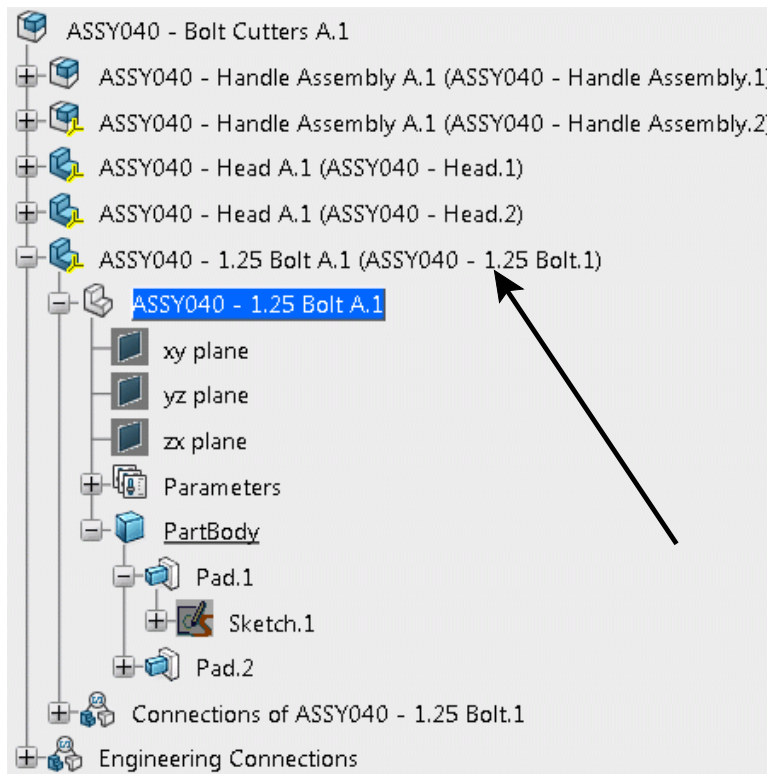 ASSY040 - Bolt Cutters A.1
ASSY040 - Handle Assembly A.1 (ASSY040 - Handle Assembly.1)
ASSY040 - Handle Assembly A.1 (ASSY040 - Handle Assembly.2)
ASSY040 - Head A.1 (ASSY040 - Head.1)
ASSY040 - Head A.1 (ASSY040 - Head.2)
ASSY040 - 1.25 Bolt A.1 (ASSY040 - 1.25 Bolt.1)
ASSY040 - 1.25 Bolt A.1
xy plane
yz plane
zx plane
Parameters
PartBody
Pad.1
Sketch.1
Pad.2
Connections of ASSY040 - 1.25 Bolt.1
Engineering Connections